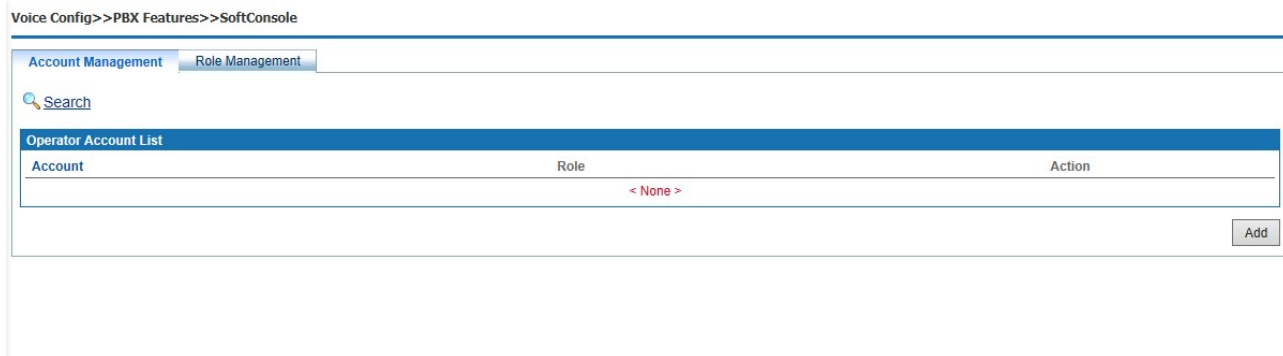 Voice Config>>PBX Features>>SoftConsole
Account Management Role Management
Search
Operator Account List
Account Role Action
< None >
Add